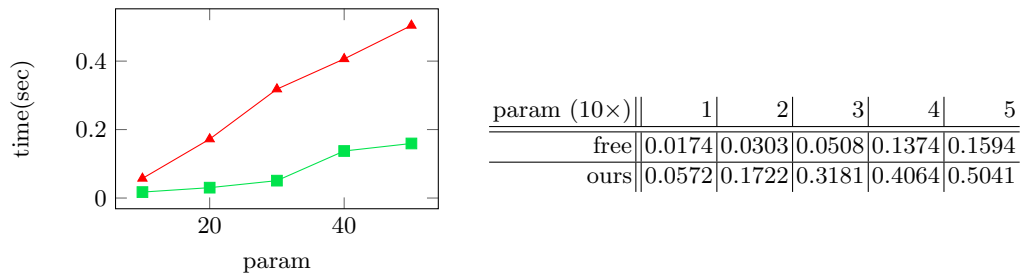 0.4
0.2
0
time(sec)
20 40
param
param (10×) 1 2 3 4 5
free 0.0174 0.0303 0.0508 0.1374 0.1594
ours 0.0572 0.1722 0.3181 0.4064 0.5041